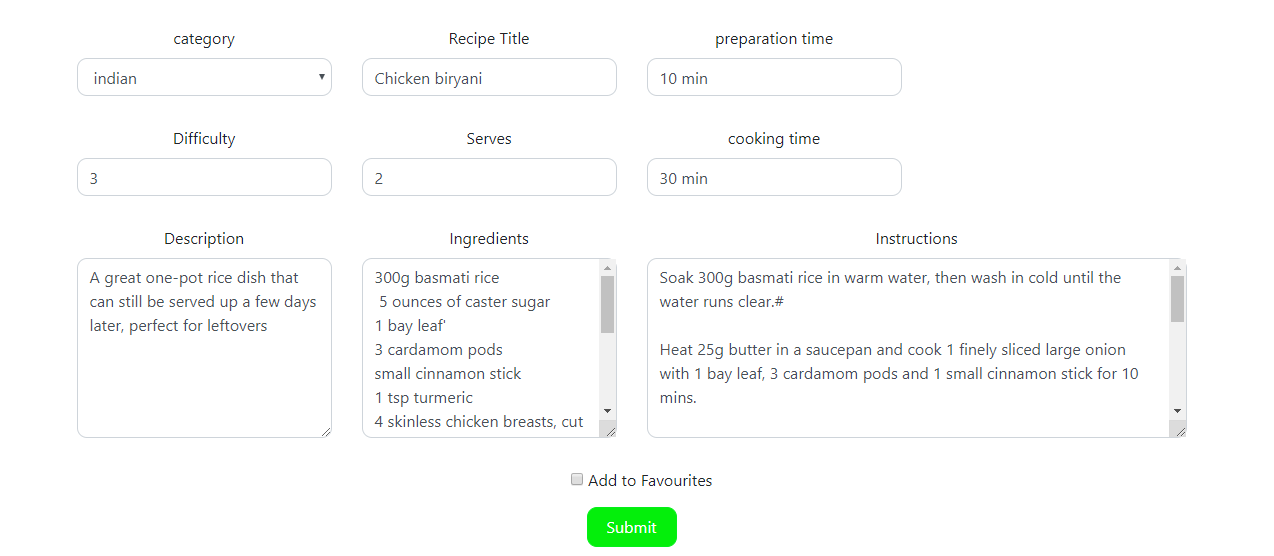 category
Recipe Title
preparation time
indian
Chicken biryani
10 min
Difficulty
Serves
cooking time
3
2
30 min
Description
Ingredients
Instructions
A great one-pot rice dish that
can still be served up a few days
later, perfect for leftovers
300g basmati rice
5 ounces of caster sugar
1 bay leaf'
3 cardamom pods
small cinnamon stick
1 tsp turmeric
4 skinless chicken breasts, cut
Soak 300g basmati rice in warm water, then wash in cold until the
water runs clear.#
Heat 25g butter in a saucepan and cook 1 finely sliced large onion
with 1 bay leaf, 3 cardamom pods and 1 small cinnamon stick for 10
mins.
Add to Favourites
Submit